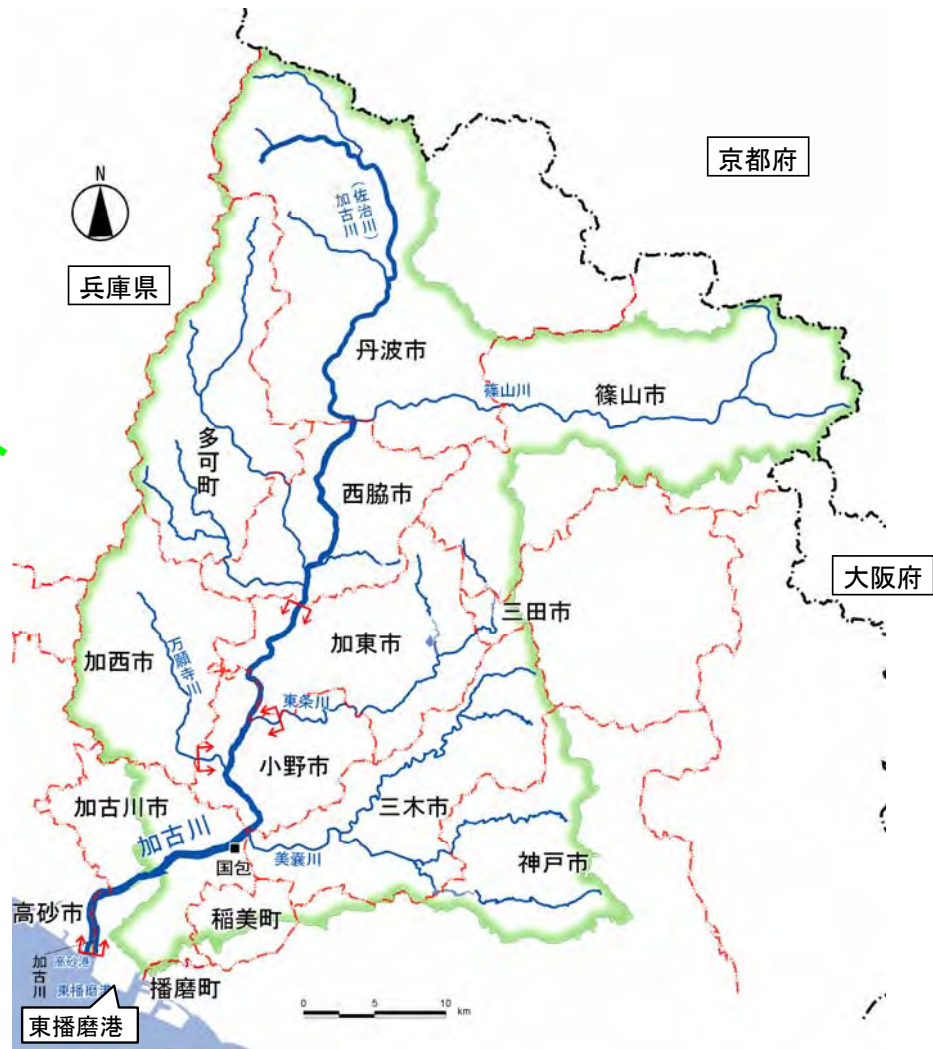 京都府
N
(佐治川)
加古川
兵庫県
丹波市
篠山川
篠山市
多可町
西脇市
大阪府
三田市
加東市
加西市
万願寺川
東条川
小野市
加古川市
三木市
加古川
美嚢川
神戸市
国包
高砂市
稲美町
加古川
高砂港
東播磨港
播磨町
東播磨港
0 5 10
km